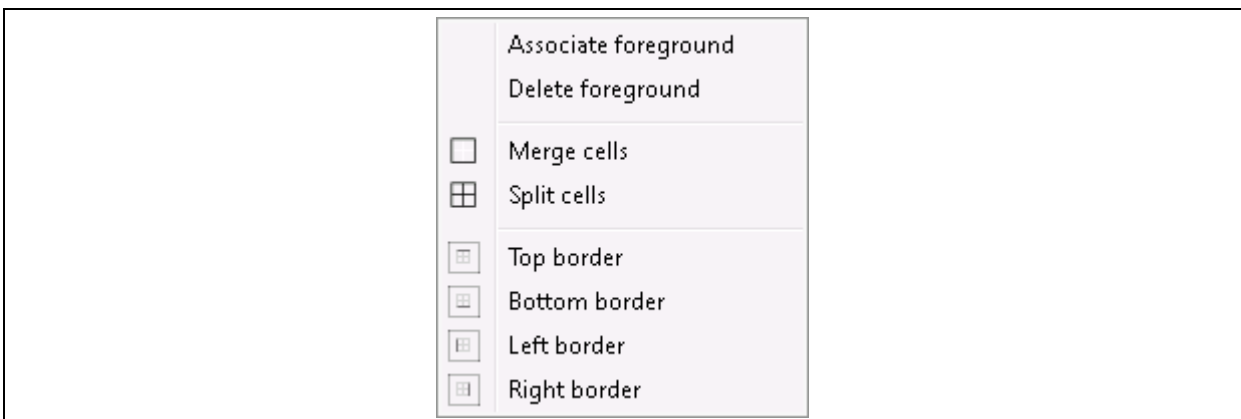 Associate foreground
Delete foreground
Merge cells
Split cells
Top border
Bottom border
Left border
Right border